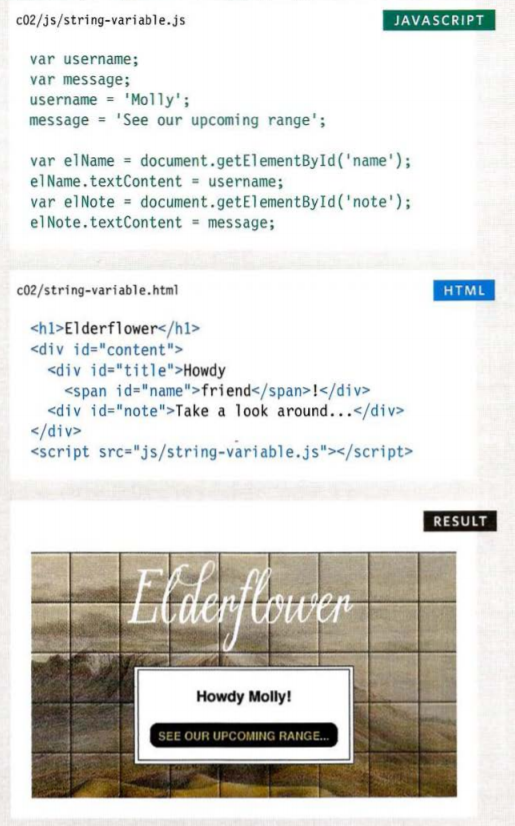 c02/js/string-variable.js JAVASCRIPT
var username;
var message;
username = 'Molly';
message = 'See our upcoming range';
var elName = document.getElementById('name');
elName.textContent = username;
var elNote = document.getElementById('note');
elNote.textContent = message;
c02/string-variable.html HTML
<h1>Elderflower</h1>
<div id="content">
<div id="title">Howdy
<span id="name">friend</span>!</div>
<div id="note">Take a look around...</div>
</div>
<script src="js/string-variable.js"></script>
RESULT
Elderflower
Howdy Molly!
SEE OUR UPCOMING RANGE...